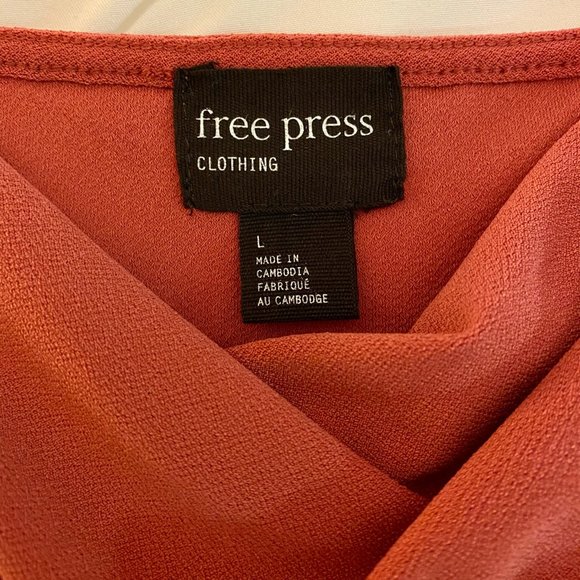 free press
CLOTHING
L
MADE IN
CAMBODIA
FABRIQUÉ
AU CAMBODGE